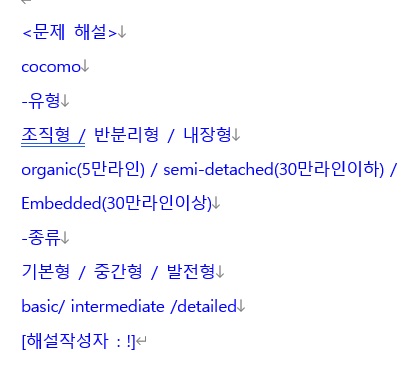 <문제 해설>
cocomo
-유형
조직형 / 반분리형 / 내장형
organic(5만라인) / semi-detached(30만라인이하) /
Embedded(30만라인이상)
-종류
기본형 / 중간형 / 발전형
basic/ intermediate /detailed
[해설작성자 : !]